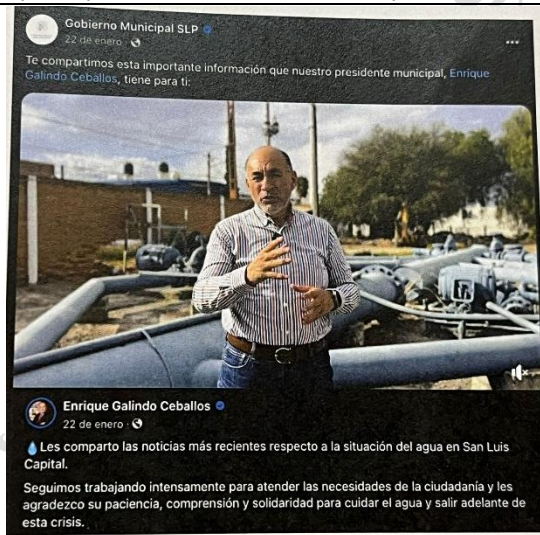 Gobierno Municipal SLP
22 de enero ·
Te compartimos esta importante información que nuestro presidente municipal, Enrique
Galindo Ceballos, tiene para ti:
Enrique Galindo Ceballos
22 de enero ·
Les comparto las noticias más recientes respecto a la situación del agua en San Luis
Capital.
Seguimos trabajando intensamente para atender las necesidades de la ciudadanía y les
agradezco su paciencia, comprensión y solidaridad para cuidar el agua y salir adelante de
esta crisis.